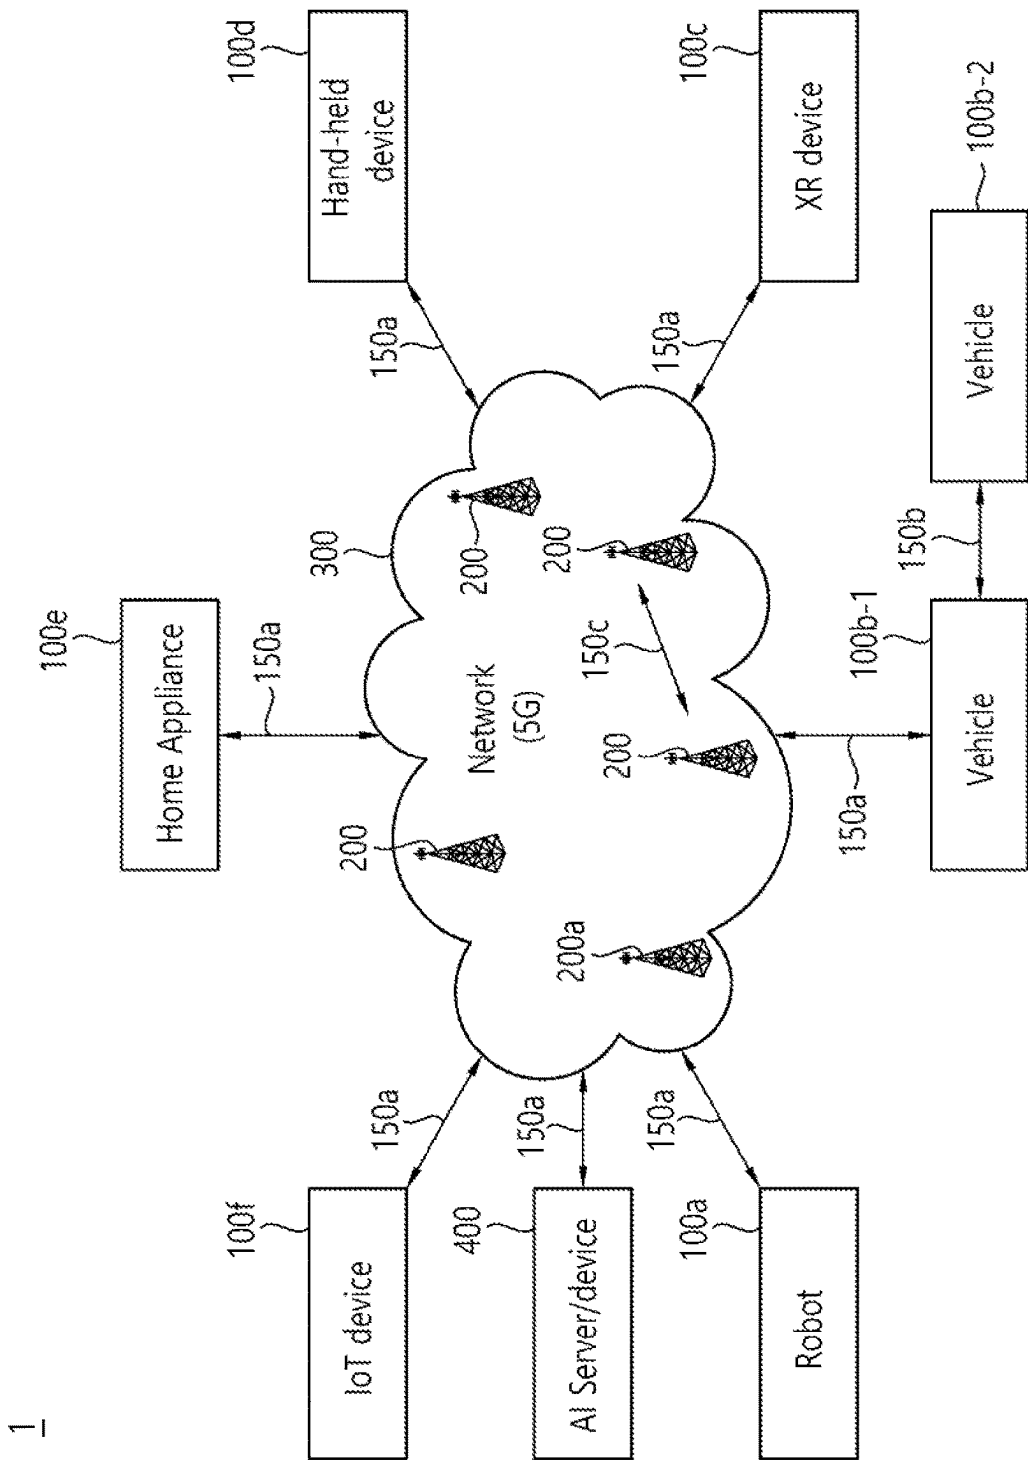 1
100e
Home Appliance
100f
100d
150a
300
IoT device
Hand-held
device
150a
200
150a
400
200
Network
(5G)
150a
200
200a
AI Server/device
150c
200
150a
150a
100a
100c
Robot
XR device
150a
100b-1
150b
Vehicle
Vehicle
100b-2